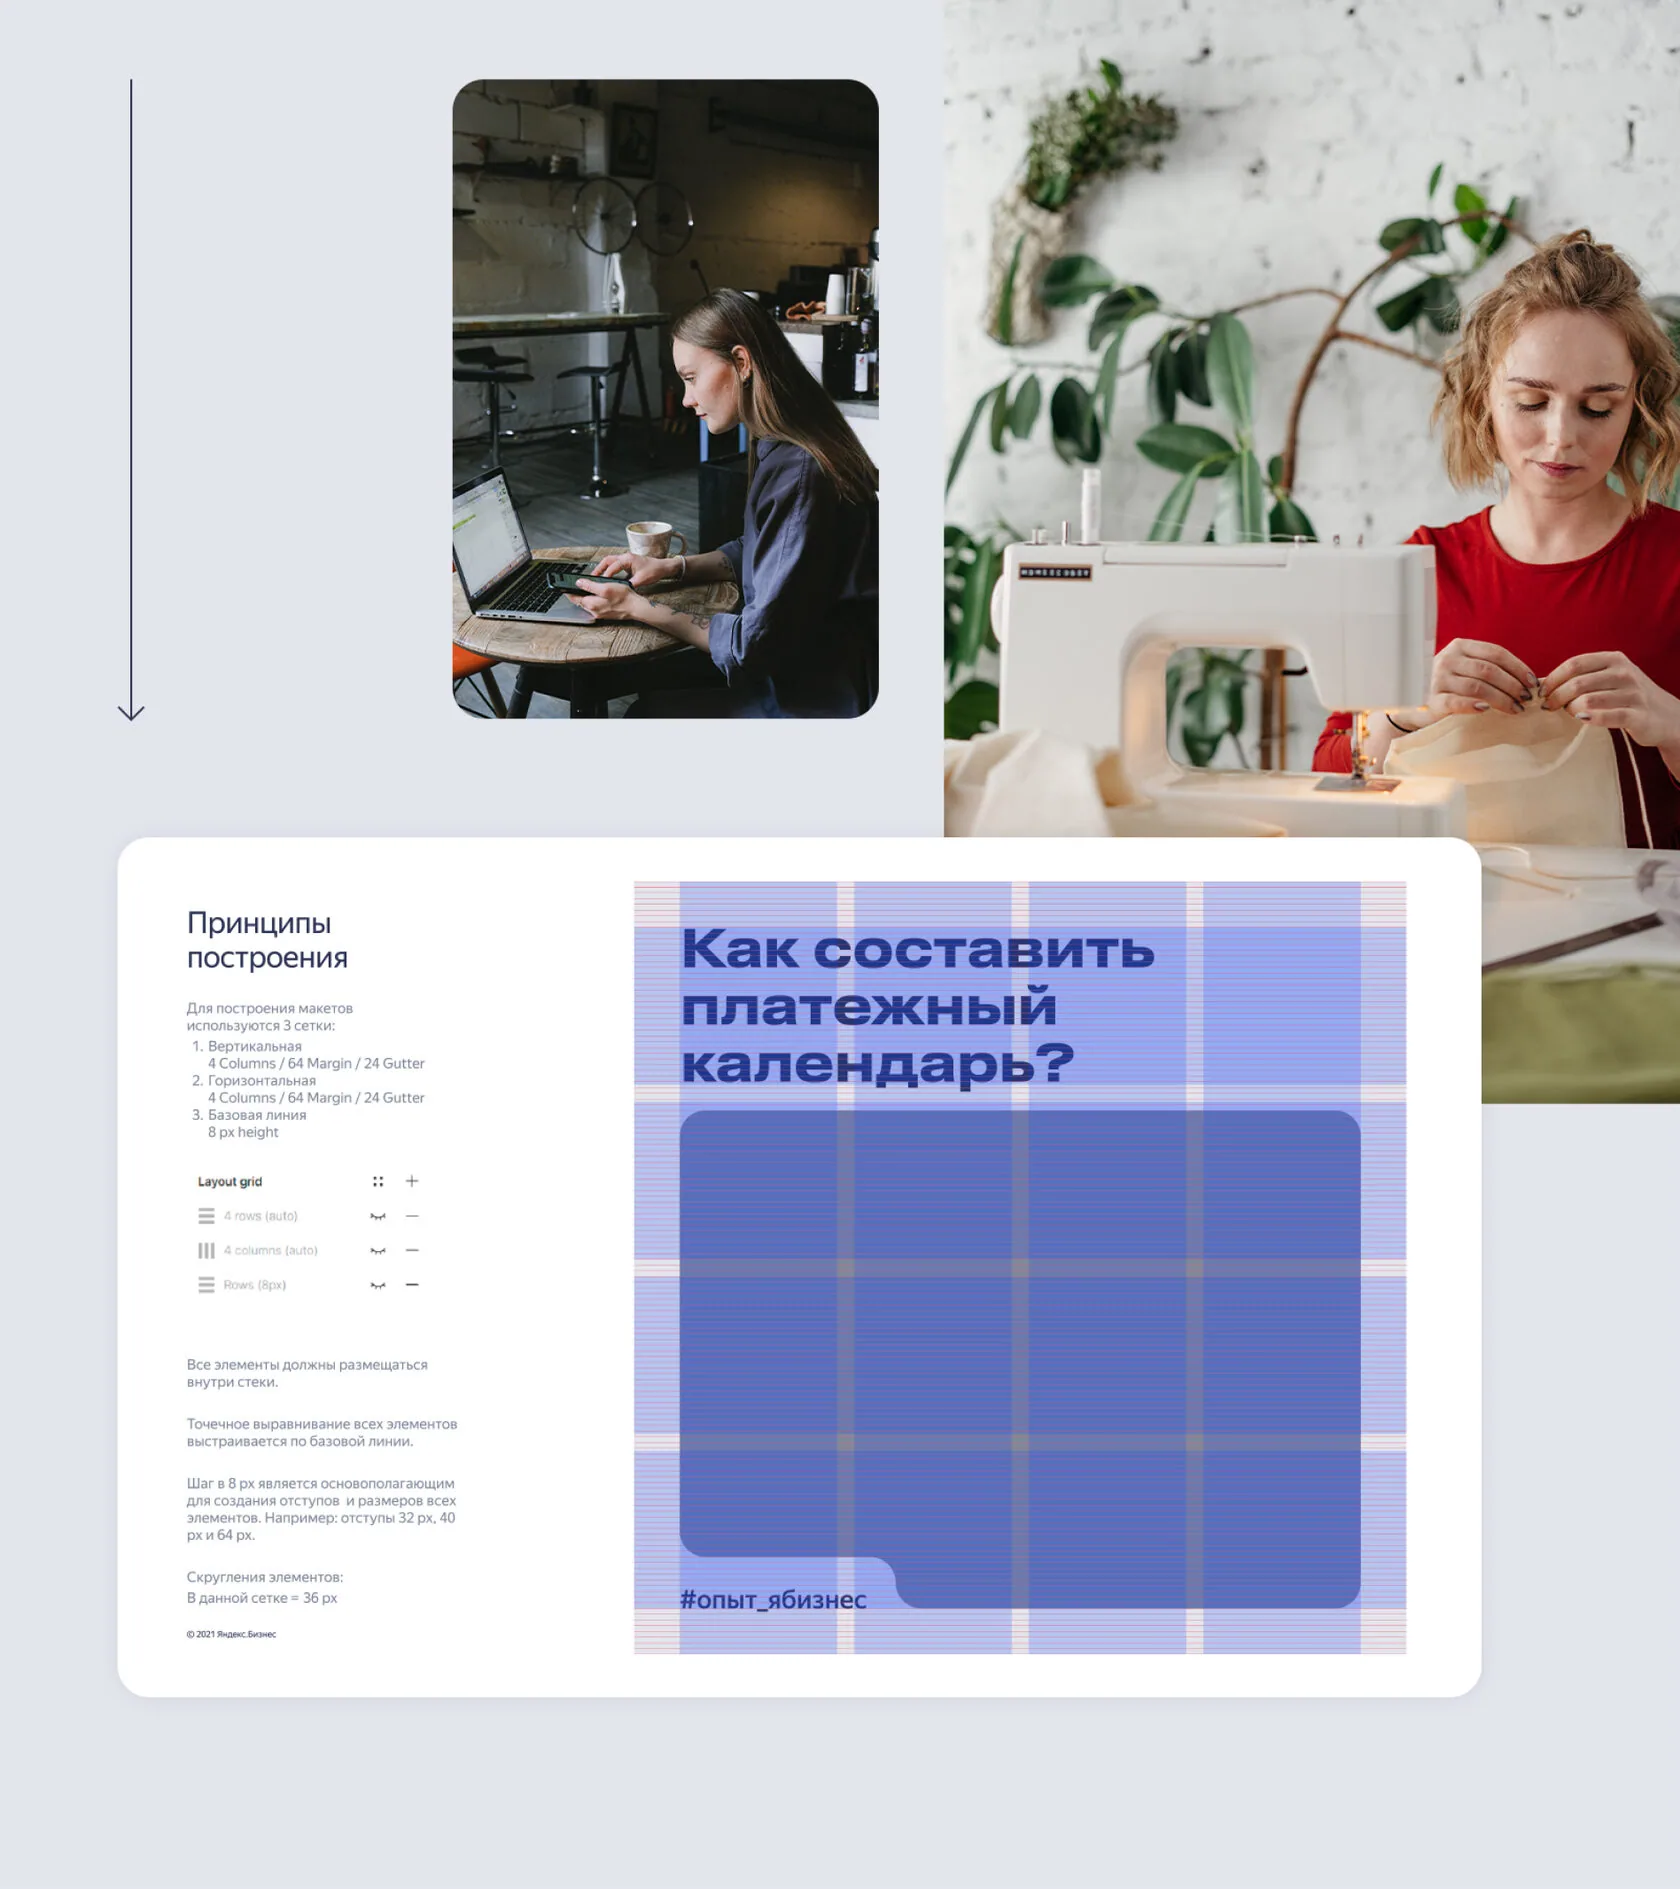 Принципы
построения
Для построения макетов
используются 3 сетки:
1. Вертикальная
4 Columns / 64 Margin / 24 Gutter
2. Горизонтальная
4 Columns / 64 Margin / 24 Gutter
3. Базовая линия
8 px height
Layout grid
4 rows (auto)
4 columns (auto)
Rows (8px)
Все элементы должны размещаться
внутри стеки.
Точечное выравнивание всех элементов
выстраивается по базовой линии.
Шаг в 8 px является основополагающим
для создания отступов и размеров всех
элементов. Например: отступы 32 px, 40
px и 64 px.
Скругления элементов:
В данной сетке = 36 px
© 2021 Яндекс.Бизнес
Как составить
платежный
календарь?
#опыт_ябизнес